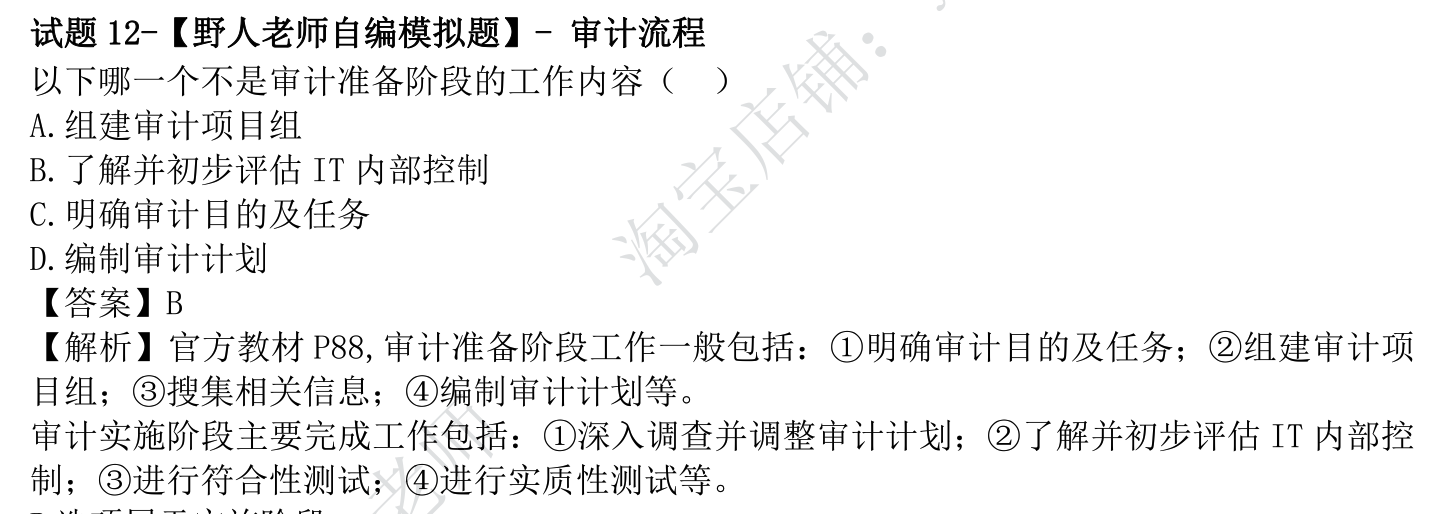 试题 12-【野人老师自编模拟题】- 审计流程
以下哪一个不是审计准备阶段的工作内容（ ）
A.组建审计项目组
B.了解并初步评估 IT 内部控制
C.明确审计目的及任务
D.编制审计计划
【答案】B
【解析】官方教材 P88,审计准备阶段工作一般包括：①明确审计目的及任务；②组建审计项
目组；③搜集相关信息；④编制审计计划等。
审计实施阶段主要完成工作包括：①深入调查并调整审计计划；②了解并初步评估 IT 内部控
制；③进行符合性测试；④进行实质性测试等。
淘宝店铺：
老师